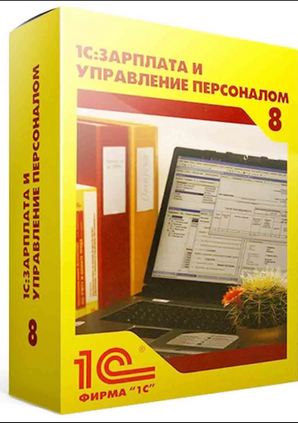 1С:ЗАРПЛАТА И
УПРАВЛЕНИЕ ПЕРСОНАЛОМ
8
1С:ЗАРПЛАТА И
УПРАВЛЕНИЕ ПЕРСОНАЛОМ
8
1С®
ФИРМА "1С"